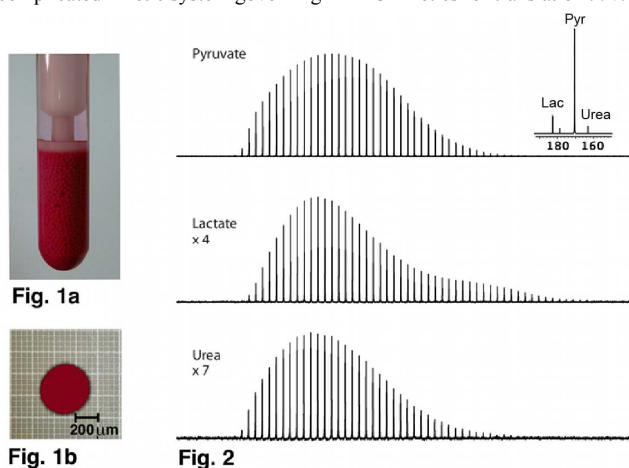 Pyruvate
Pyr
Lac
Urea
180 160
Lactate
x 4
Fig. 1a
Urea
x 7
200 µm
Fig. 1b
Fig. 2